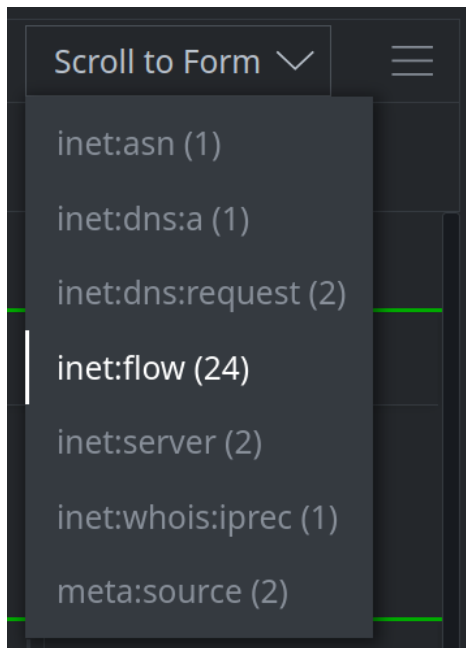 Scroll to Form
inet:asn (1)
inet:dns:a (1)
inet:dns:request (2)
inet:flow (24)
inet:server (2)
inet:whois:iprec (1)
meta:source (2)